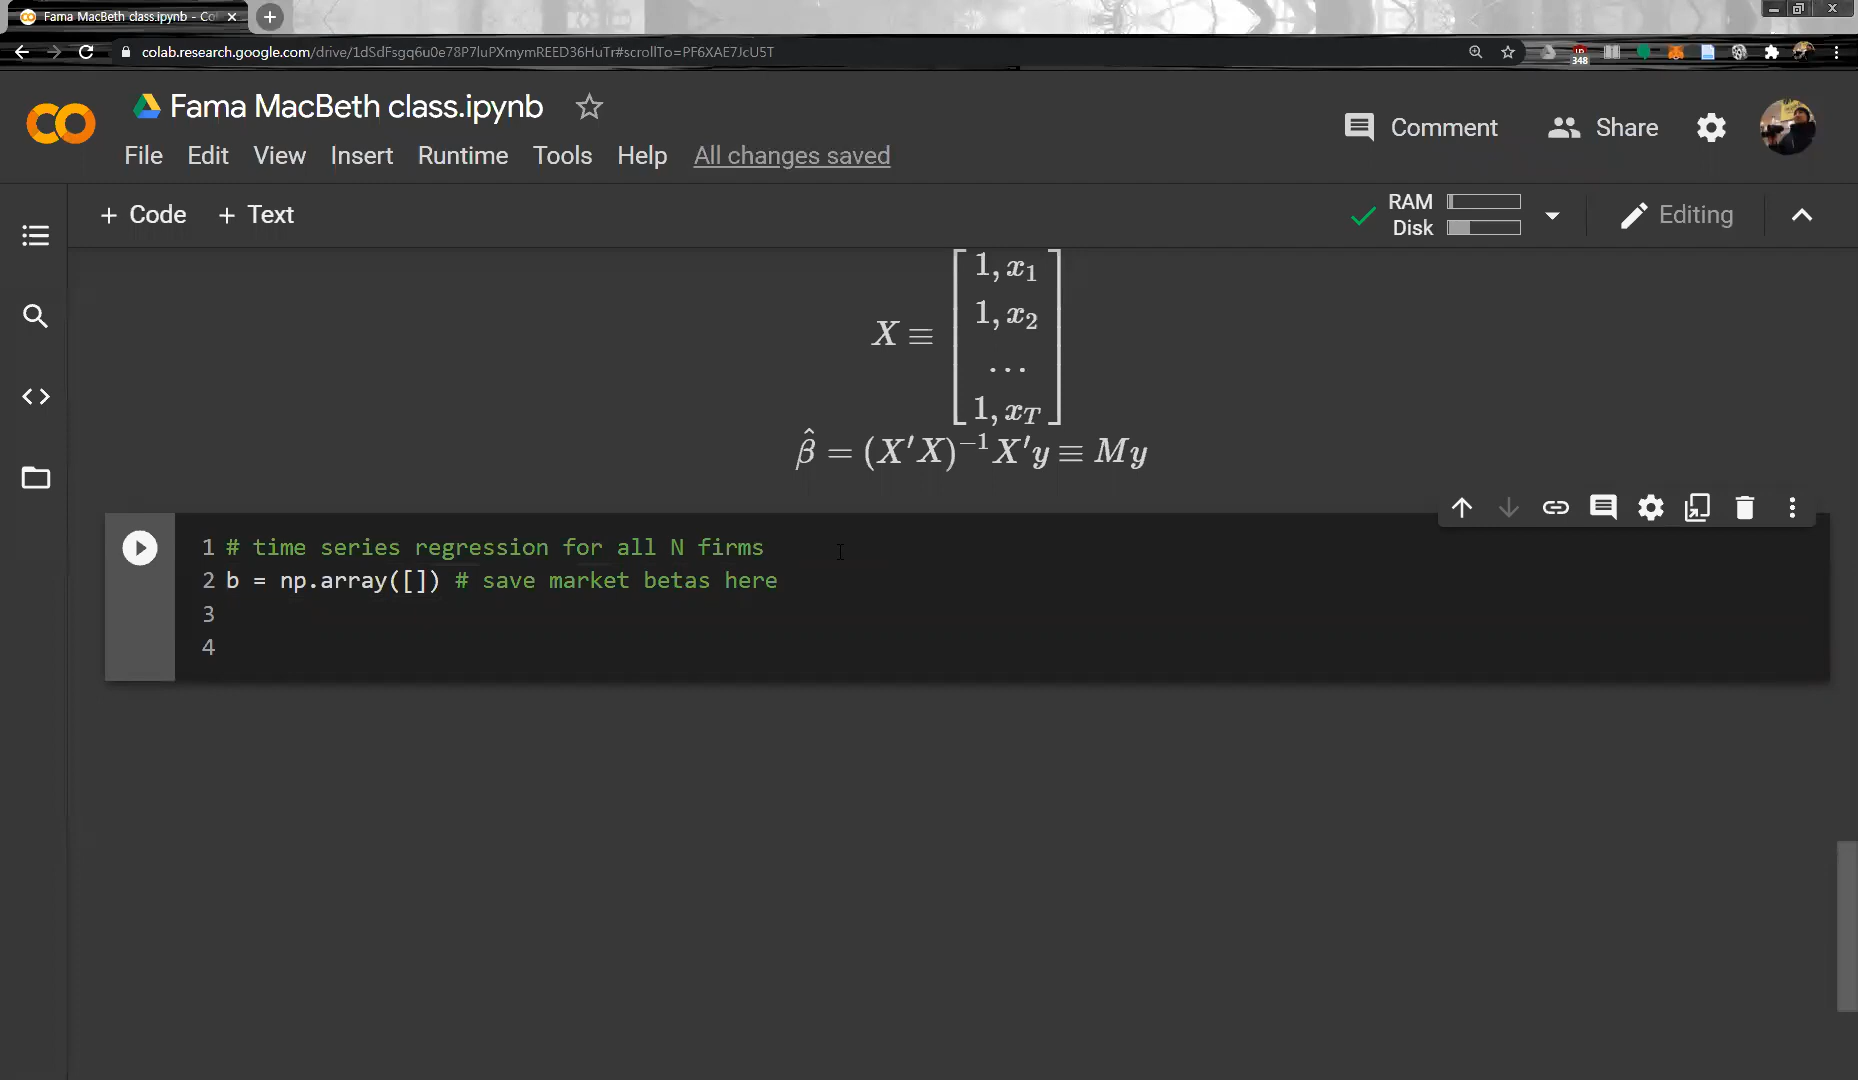 Fama MacBeth class.ipynb - Co
colab.research.google.com/drive/1dSdFsgq6u0e78P7luPXmymREED36HuTr#scrollTo=PF6XAE7JcU5T
348
Fama MacBeth class.ipynb
Comment
Share
File Edit View Insert Runtime Tools Help All changes saved
+ Code + Text
RAM
Disk
Editing
X ≡ [1, x₁
1, x₂
...
1, x_T]
β̂ = (X′X)⁻¹X′y ≡ My
1 # time series regression for all N firms
2 b = np.array([]) # save market betas here
3
4